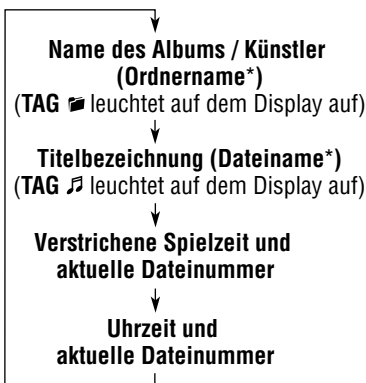 Name des Albums / Künstler
(Ordnername*)
(TAG leuchtet auf dem Display auf)
Titelbezeichnung (Dateiname*)
(TAG leuchtet auf dem Display auf)
Verstrichene Spielzeit und
aktuelle Dateinummer
Uhrzeit und
aktuelle Dateinummer